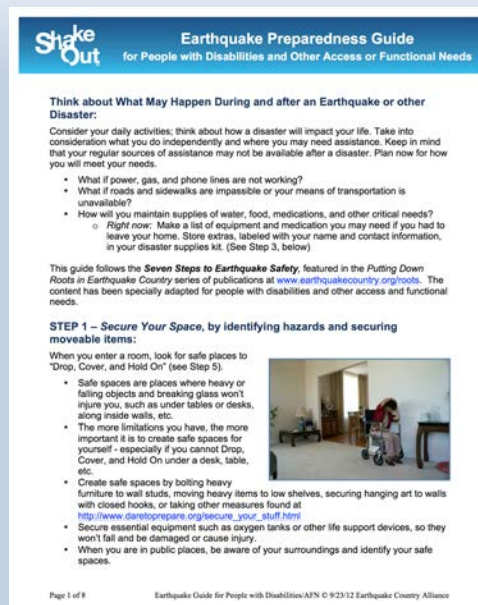 Shake
Out
Earthquake Preparedness Guide
for People with Disabilities and Other Access or Functional Needs
Think about What May Happen During and after an Earthquake or other
Disaster:
Consider your daily activities; think about how a disaster will impact your life. Take into
consideration what you do independently and where you may need assistance. Keep in mind
that your regular sources of assistance may not be available after a disaster. Plan now for how
you will meet your needs.
• What if power, gas, and phone lines are not working?
• What if roads and sidewalks are impassible or your means of transportation is
unavailable?
• How will you maintain supplies of water, food, medications, and other critical needs?
o Right now: Make a list of equipment and medication you may need if you had to
leave your home. Store extras, labeled with your name and contact information,
in your disaster supplies kit. (See Step 3, below)
This guide follows the Seven Steps to Earthquake Safety, featured in the Putting Down
Roots in Earthquake Country series of publications at www.earthquakecountry.org/roots. The
content has been specially adapted for people with disabilities and other access and functional
needs.
STEP 1 – Secure Your Space, by identifying hazards and securing
moveable items:
When you enter a room, look for safe places to
"Drop, Cover, and Hold On" (see Step 5).
• Safe spaces are places where heavy or
falling objects and breaking glass won't
injure you, such as under tables or desks,
along inside walls, etc.
• The more limitations you have, the more
important it is to create safe spaces for
yourself - especially if you cannot Drop,
Cover, and Hold On under a desk, table,
etc.
• Create safe spaces by bolting heavy
furniture to wall studs, moving heavy items to low shelves, securing hanging art to walls
with closed hooks, or taking other measures found at
http://www.daretoprepare.org/secure_your_stuff.html
• Secure essential equipment such as oxygen tanks or other life support devices, so they
won't fall and be damaged or cause injury.
• When you are in public places, be aware of your surroundings and identify your safe
spaces.
Page 1 of 8 Earthquake Guide for People with Disabilities/AFN © 9/23/12 Earthquake Country Alliance